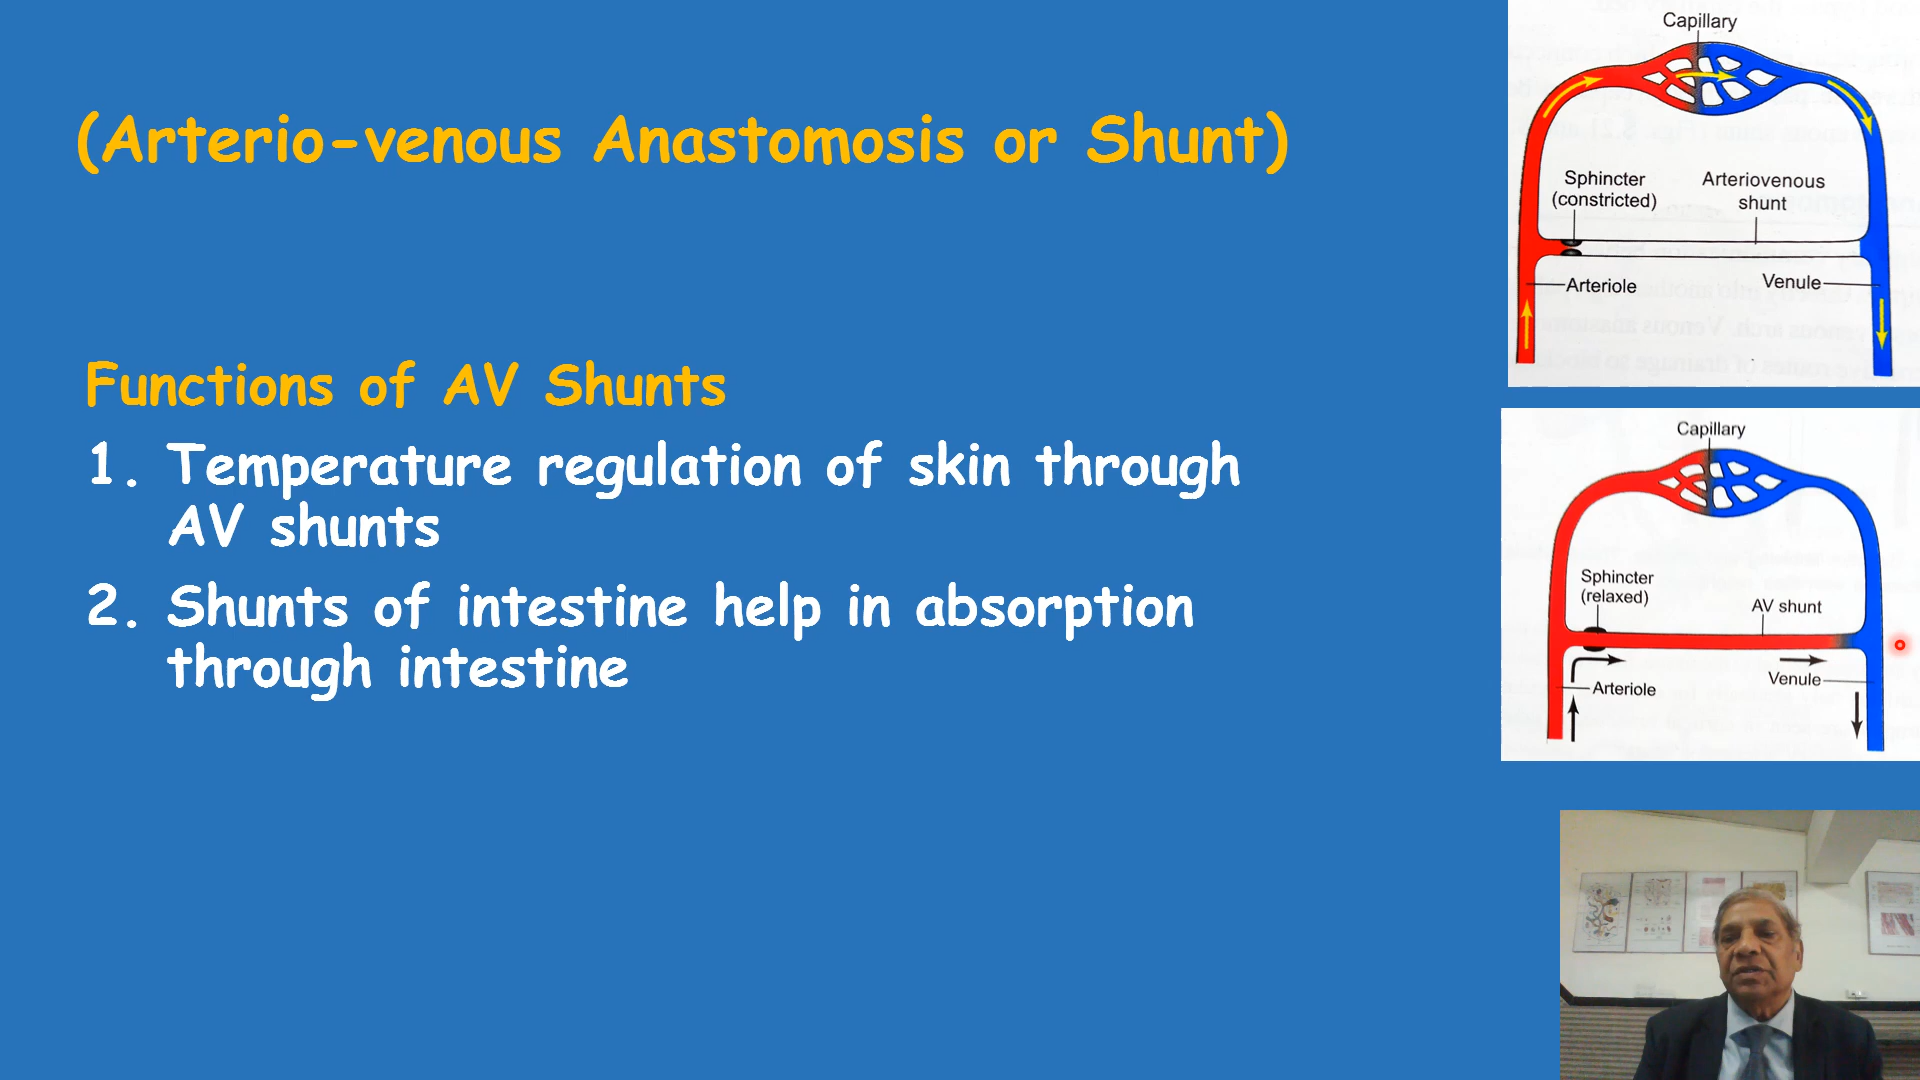 (Arterio-venous Anastomosis or Shunt)
Functions of AV Shunts
1. Temperature regulation of skin through
AV shunts
2. Shunts of intestine help in absorption
through intestine
Capillary
Sphincter
(constricted)
Arteriovenous
shunt
Arteriole
Venule
Capillary
Sphincter
(relaxed)
AV shunt
Arteriole
Venule